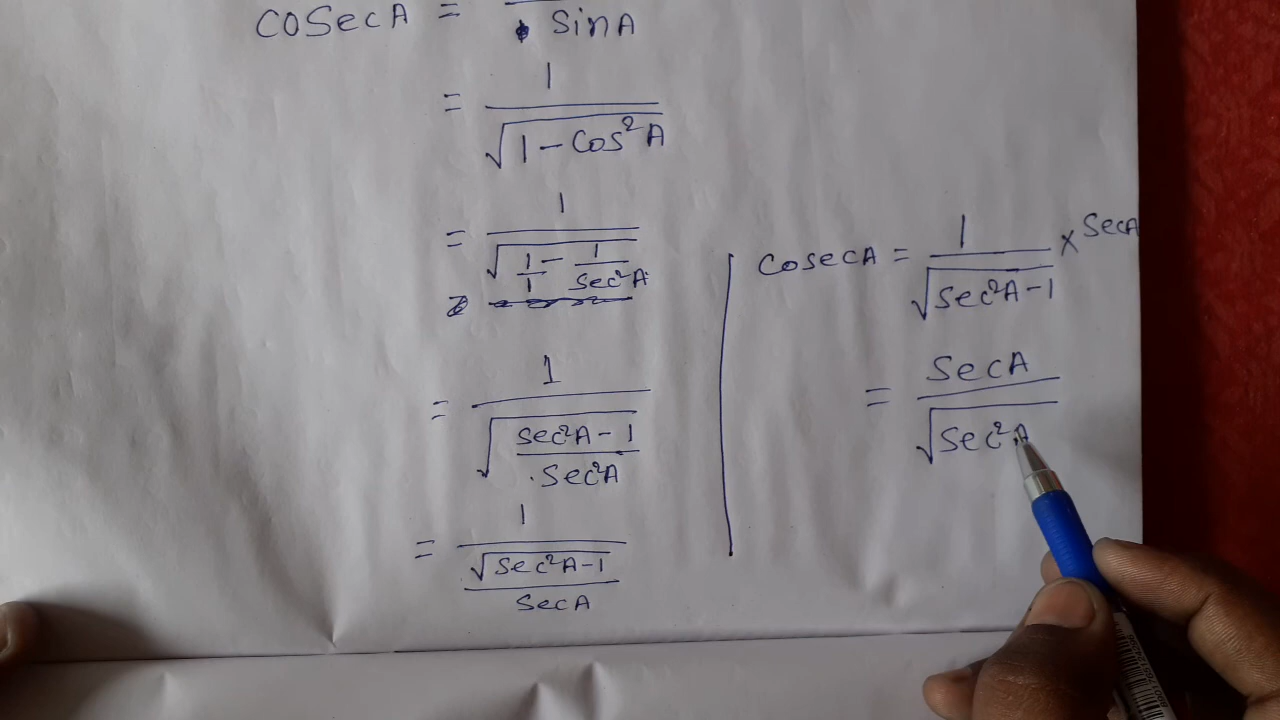 cosecA = / sinA
= 1 / √(1 - cos²A)
= 1 / √(1/1 - 1/sec²A)
= 1 / √((sec²A - 1) / sec²A)
= 1 / (√(sec²A - 1) / secA)
cosecA = 1 / √(sec²A - 1) × secA
= secA / √sec²A